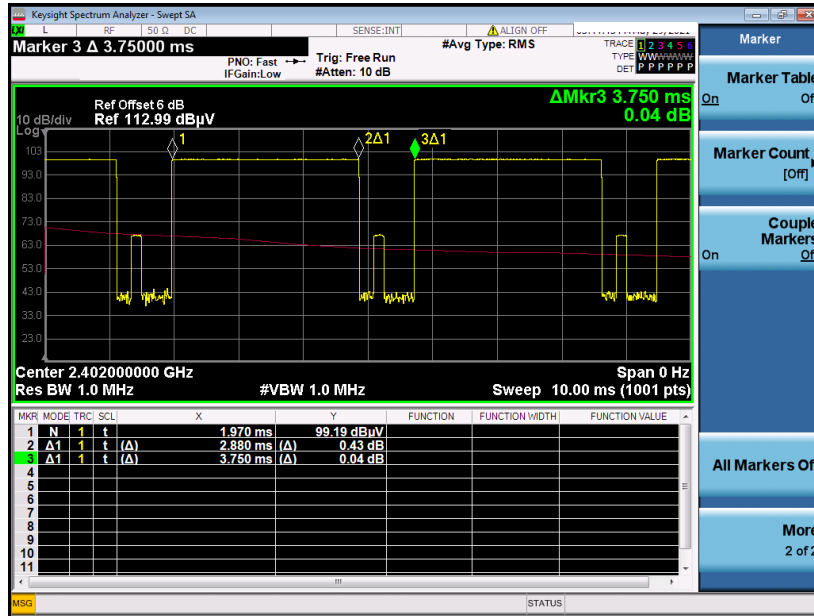 Keysight Spectrum Analyzer - Swept SA
LXI L RF 50 Ω DC SENSE:INT ALIGN OFF
Marker 3 Δ 3.75000 ms
PNO: Fast
IFGain:Low
Trig: Free Run
#Atten: 10 dB
#Avg Type: RMS
TRACE 1 2 3 4 5 6
TYPE WWWWWW
DET P P P P P P
Ref Offset 6 dB
10 dB/div Ref 112.99 dBµV
Log
ΔMkr3 3.750 ms
0.04 dB
1
2Δ1
3Δ1
103
93.0
83.0
73.0
63.0
53.0
43.0
33.0
23.0
Center 2.402000000 GHz Span 0 Hz
Res BW 1.0 MHz #VBW 1.0 MHz Sweep 10.00 ms (1001 pts)
MKR MODE TRC SCL X Y FUNCTION FUNCTION WIDTH FUNCTION VALUE
1 N 1 t 1.970 ms 99.19 dBµV
2 Δ1 1 t (Δ) 2.880 ms (Δ) 0.43 dB
3 Δ1 1 t (Δ) 3.750 ms (Δ) 0.04 dB
4
5
6
7
8
9
10
11
MSG STATUS
Marker
Marker Table
On Of
Marker Count
[Off]
Couple
Markers
On Of
All Markers Of
More
2 of 2